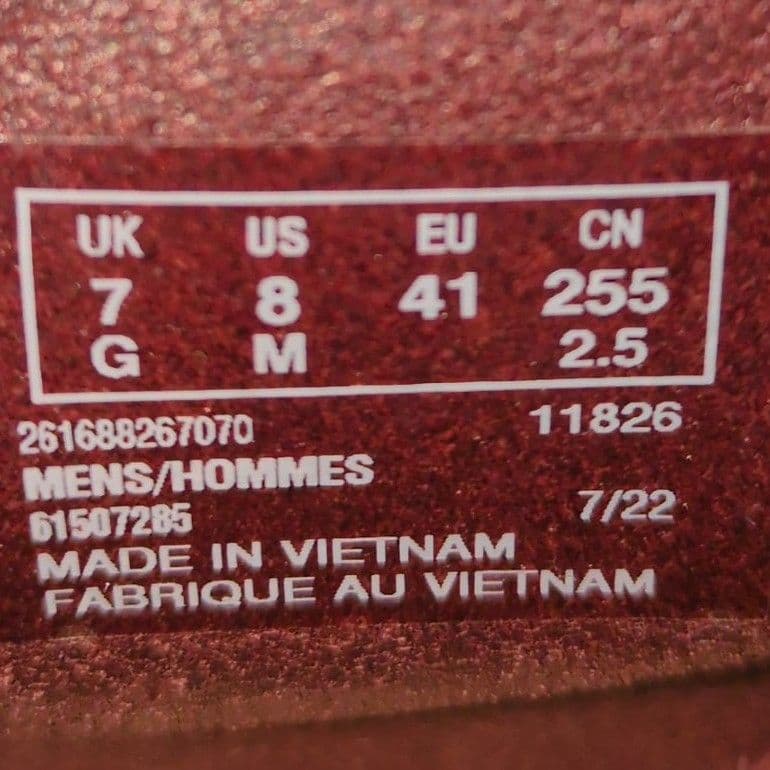 UK US EU CN
7 8 41 255
G M 2.5
261688267070 11826
MENS/HOMMES
61507285 7/22
MADE IN VIETNAM
FABRIQUE AU VIETNAM